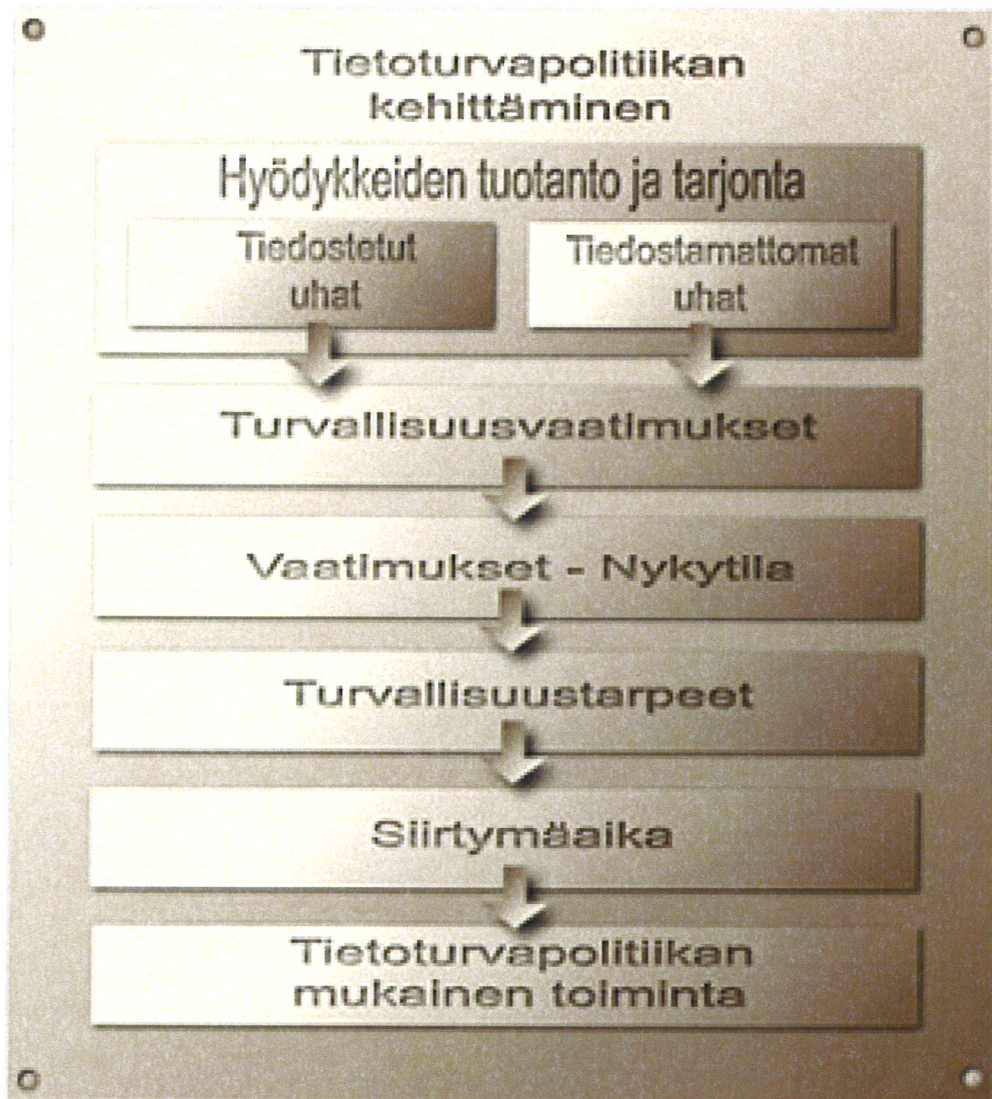 Tietoturvapolitiikan
kehittäminen
Hyödykkeiden tuotanto ja tarjonta
Tiedostetut
uhat
Tiedostamattomat
uhat
Turvallisuusvaatimukset
Vaatimukset - Nykytila
Turvallisuustarpeet
Siirtymäaika
Tietoturvapolitiikan
mukainen toiminta